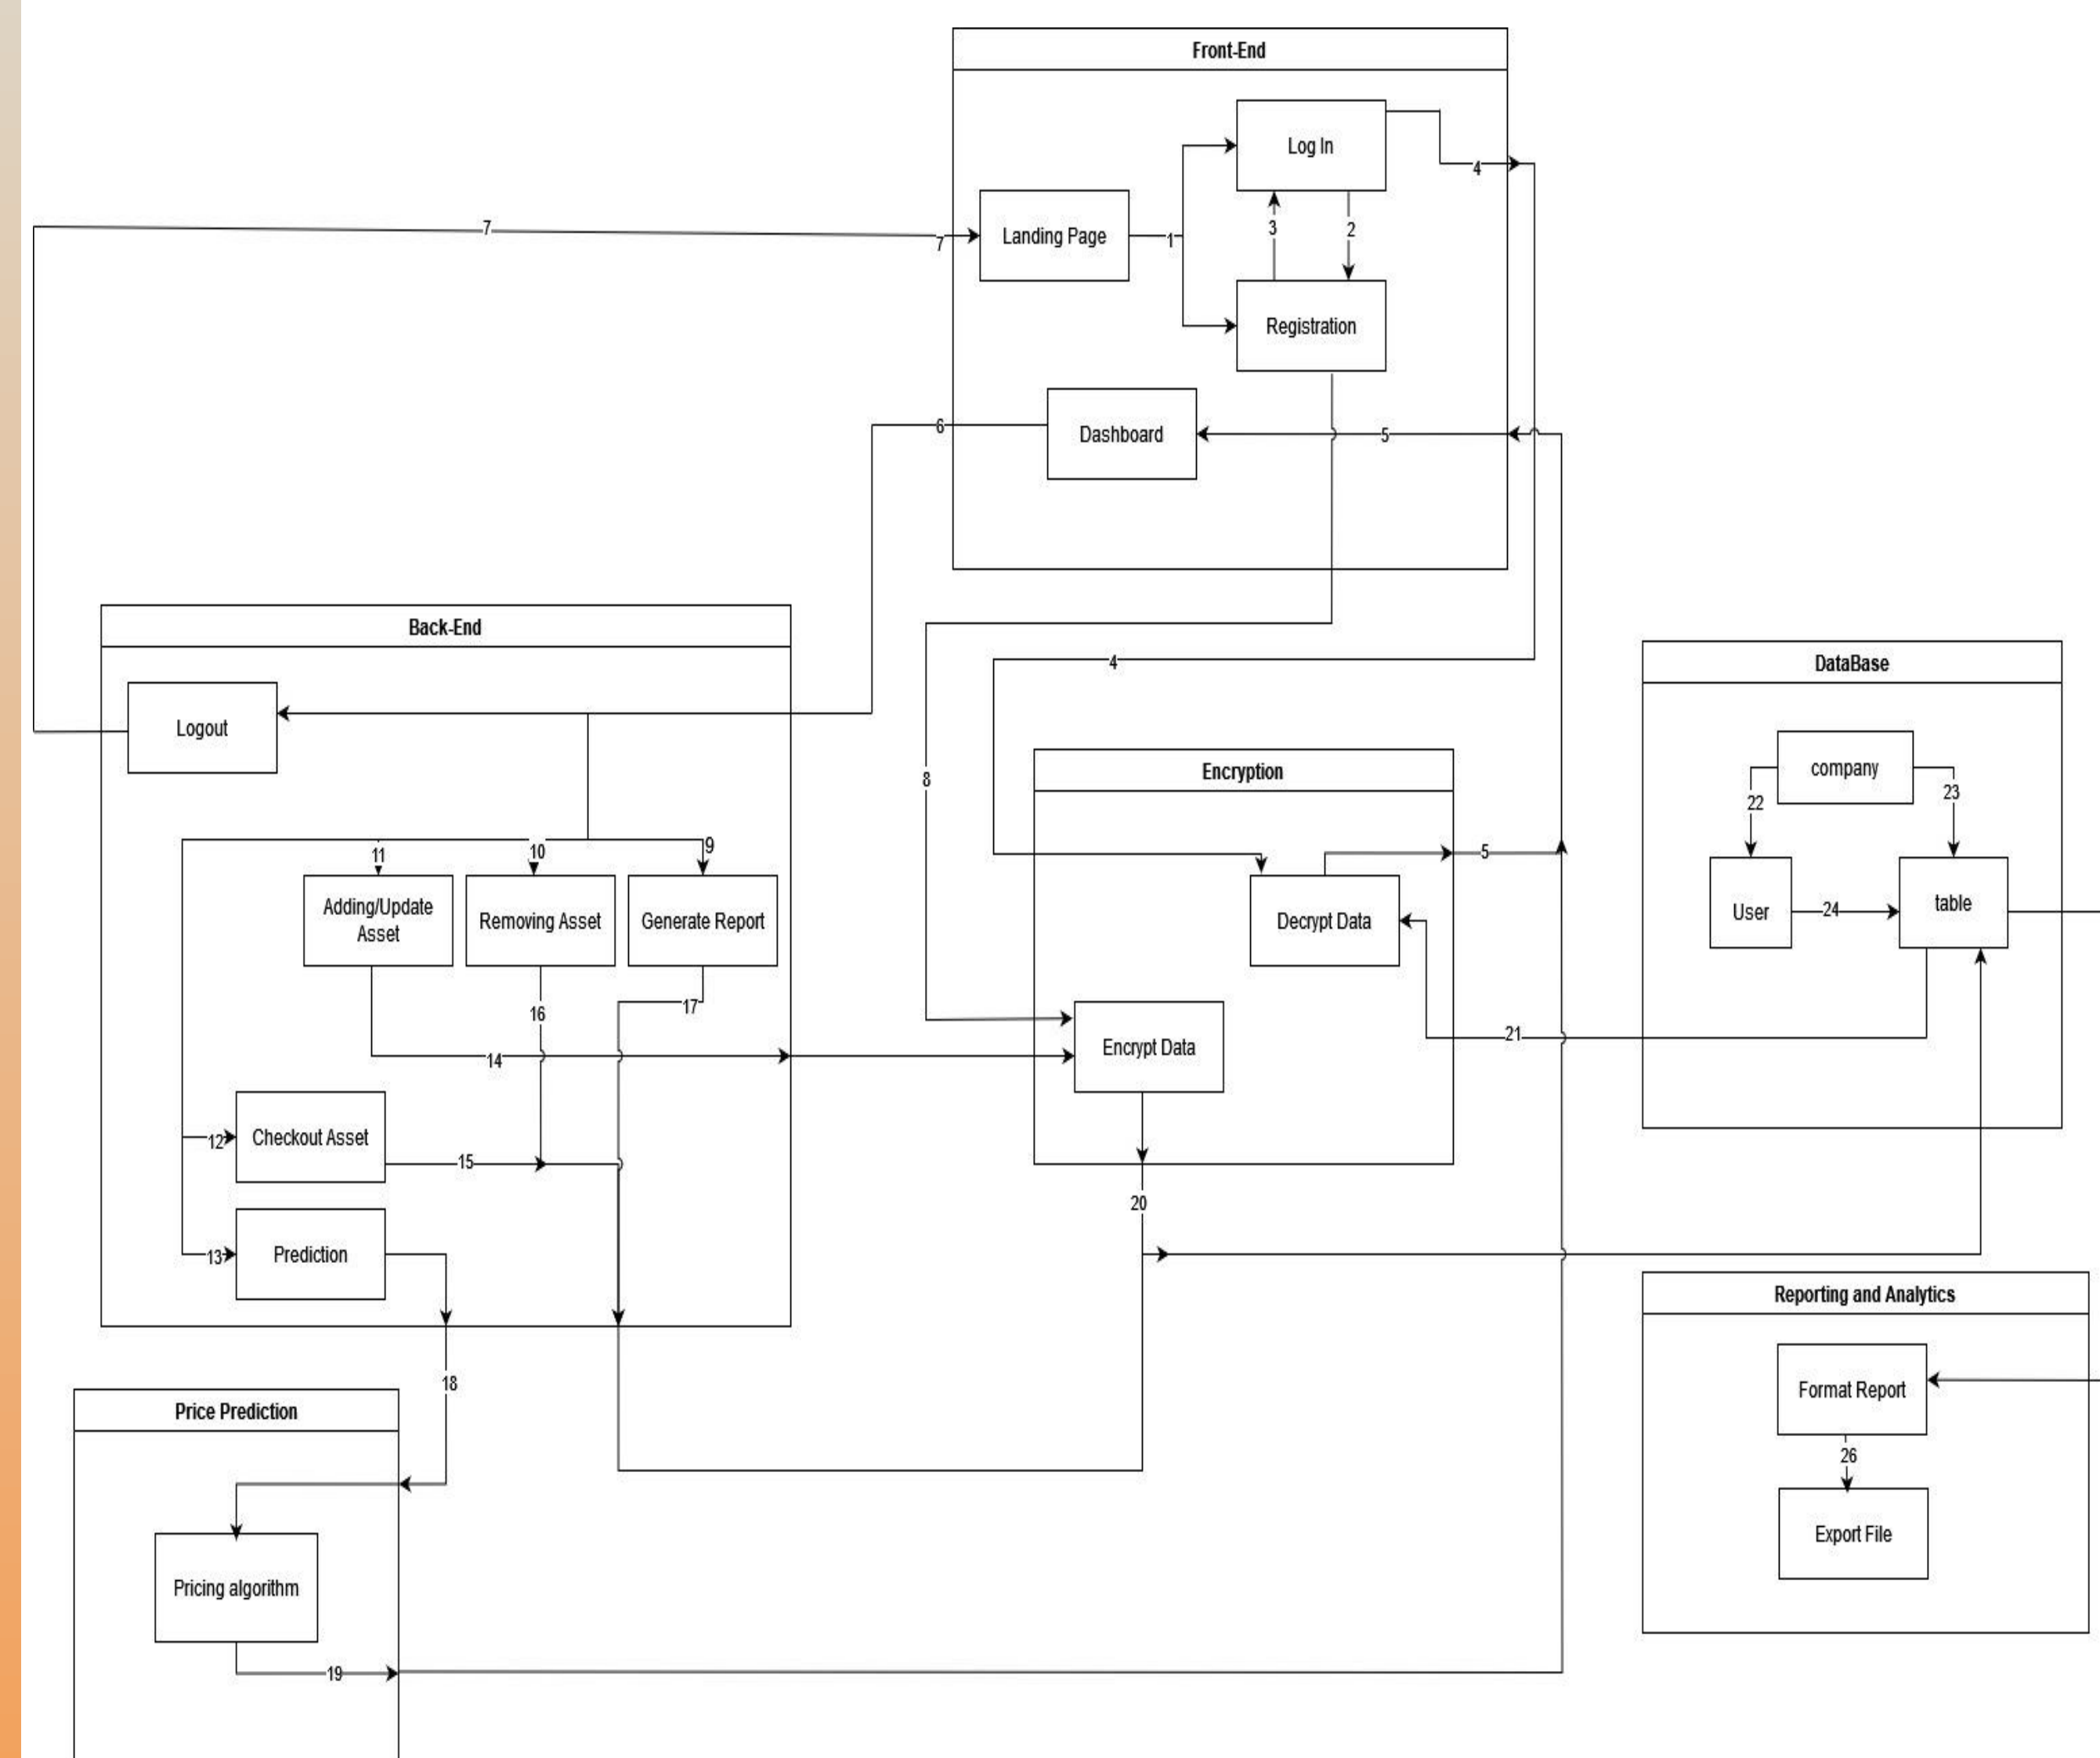 Front-End
Log In
4
Landing Page
1
3
2
7
7
Registration
6
Dashboard
5
Back-End
4
DataBase
Logout
8
Encryption
company
22
23
11
10
9
5
Adding/Update
Asset
Removing Asset
Generate Report
Decrypt Data
User
24
table
17
16
14
21
Encrypt Data
12
Checkout Asset
15
20
13
Prediction
Reporting and Analytics
18
Price Prediction
Format Report
26
Export File
Pricing algorithm
19